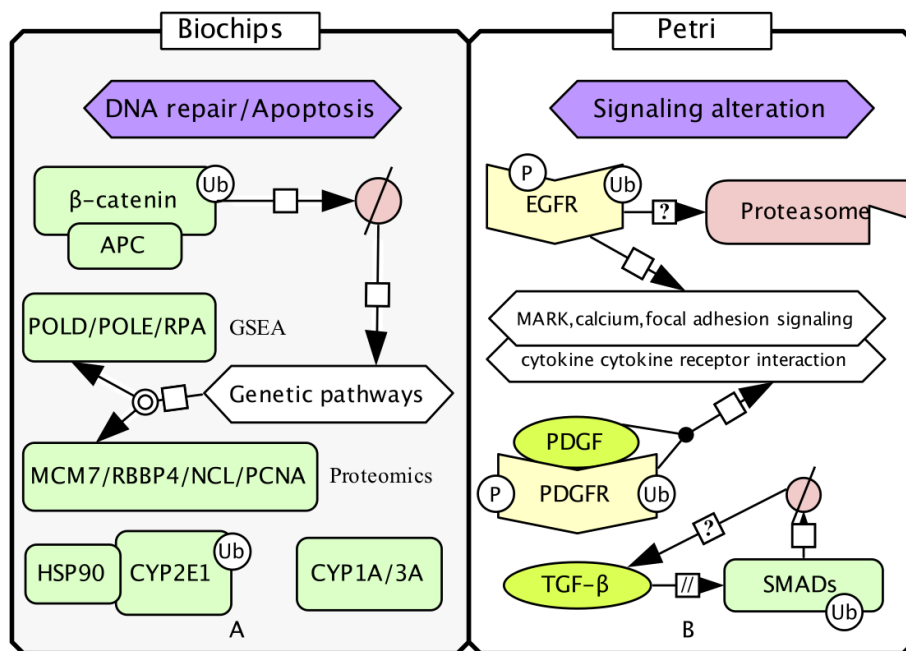 Biochips
DNA repair/Apoptosis
Ub
β-catenin
APC
POLD/POLE/RPA
GSEA
Genetic pathways
MCM7/RBBP4/NCL/PCNA
Proteomics
Ub
HSP90
CYP2E1
CYP1A/3A
A
Petri
Signaling alteration
P
Ub
EGFR
?
Proteasome
MARK,calcium,focal adhesion signaling
cytokine cytokine receptor interaction
PDGF
P
PDGFR
Ub
?
TGF-β
//
SMADs
Ub
B